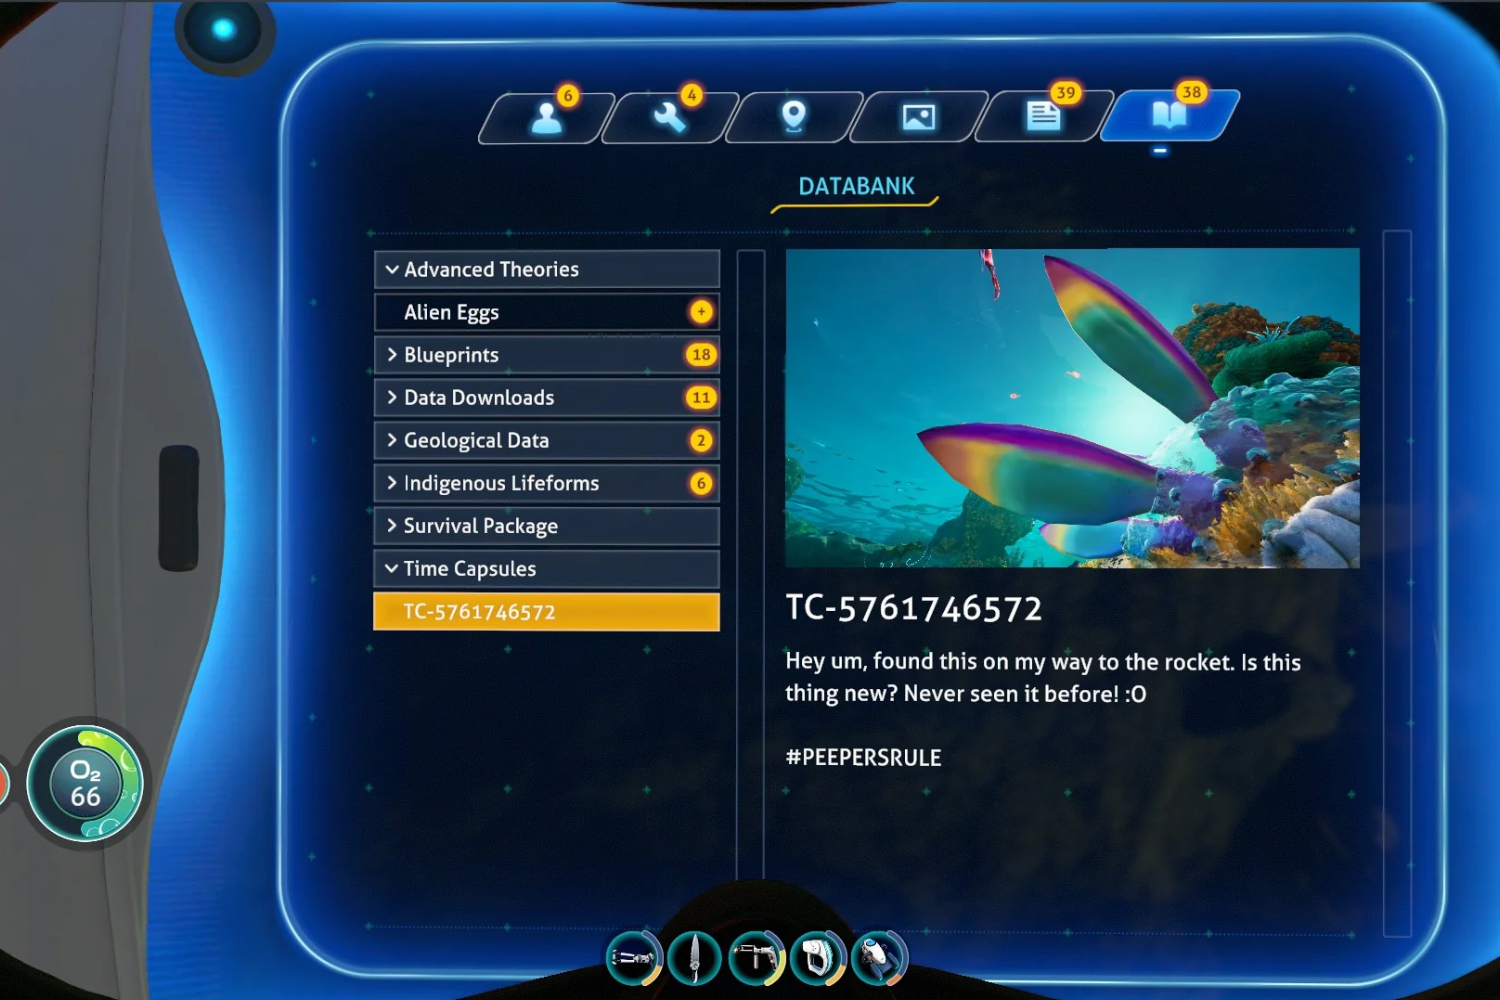 6
4
39
38
DATABANK
Advanced Theories
Alien Eggs +
Blueprints 18
Data Downloads 11
Geological Data 2
Indigenous Lifeforms 6
Survival Package
Time Capsules
TC-5761746572
TC-5761746572
Hey um, found this on my way to the rocket. Is this
thing new? Never seen it before! :O
#PEEPERSRULE
O₂
66